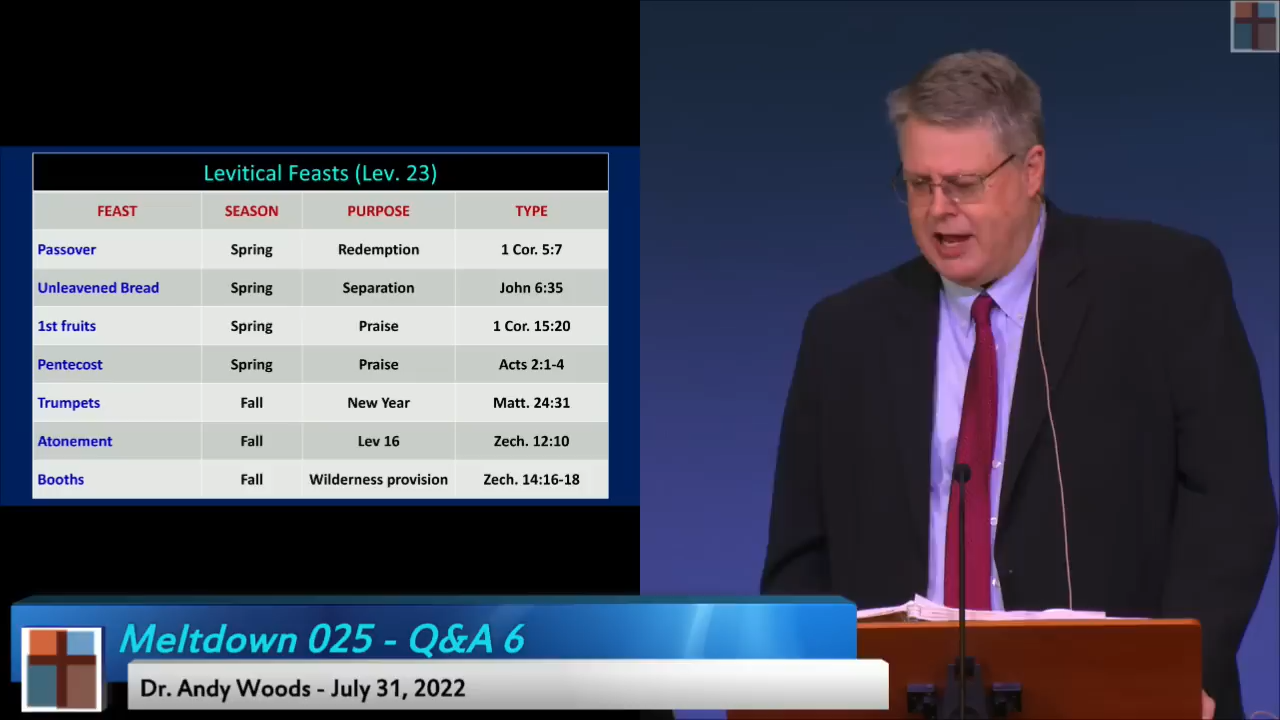 Levitical Feasts (Lev. 23)
FEAST SEASON PURPOSE TYPE
Passover Spring Redemption 1 Cor. 5:7
Unleavened Bread Spring Separation John 6:35
1st fruits Spring Praise 1 Cor. 15:20
Pentecost Spring Praise Acts 2:1-4
Trumpets Fall New Year Matt. 24:31
Atonement Fall Lev 16 Zech. 12:10
Booths Fall Wilderness provision Zech. 14:16-18
Meltdown 025 - Q&A 6
Dr. Andy Woods - July 31, 2022